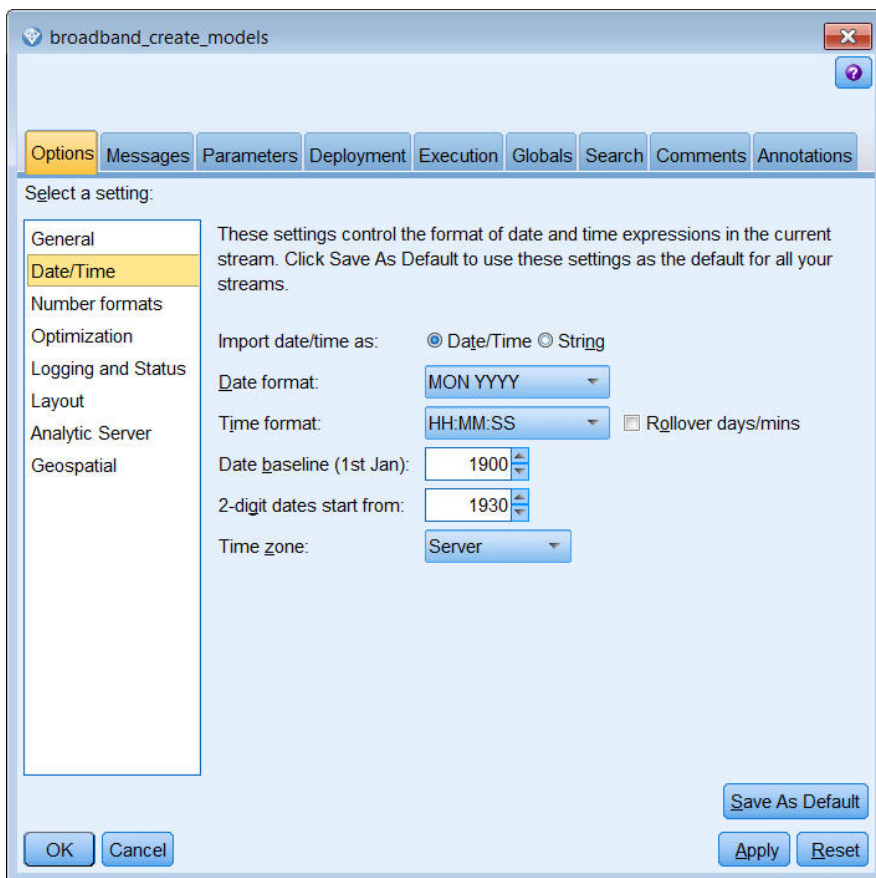 broadband_create_models
Options Messages Parameters Deployment Execution Globals Search Comments Annotations
Select a setting:
General
Date/Time
Number formats
Optimization
Logging and Status
Layout
Analytic Server
Geospatial
These settings control the format of date and time expressions in the current
stream. Click Save As Default to use these settings as the default for all your
streams.
Import date/time as: Date/Time String
Date format: MON YYYY
Time format: HH:MM:SS Rollover days/mins
Date baseline (1st Jan): 1900
2-digit dates start from: 1930
Time zone: Server
Save As Default
OK Cancel Apply Reset